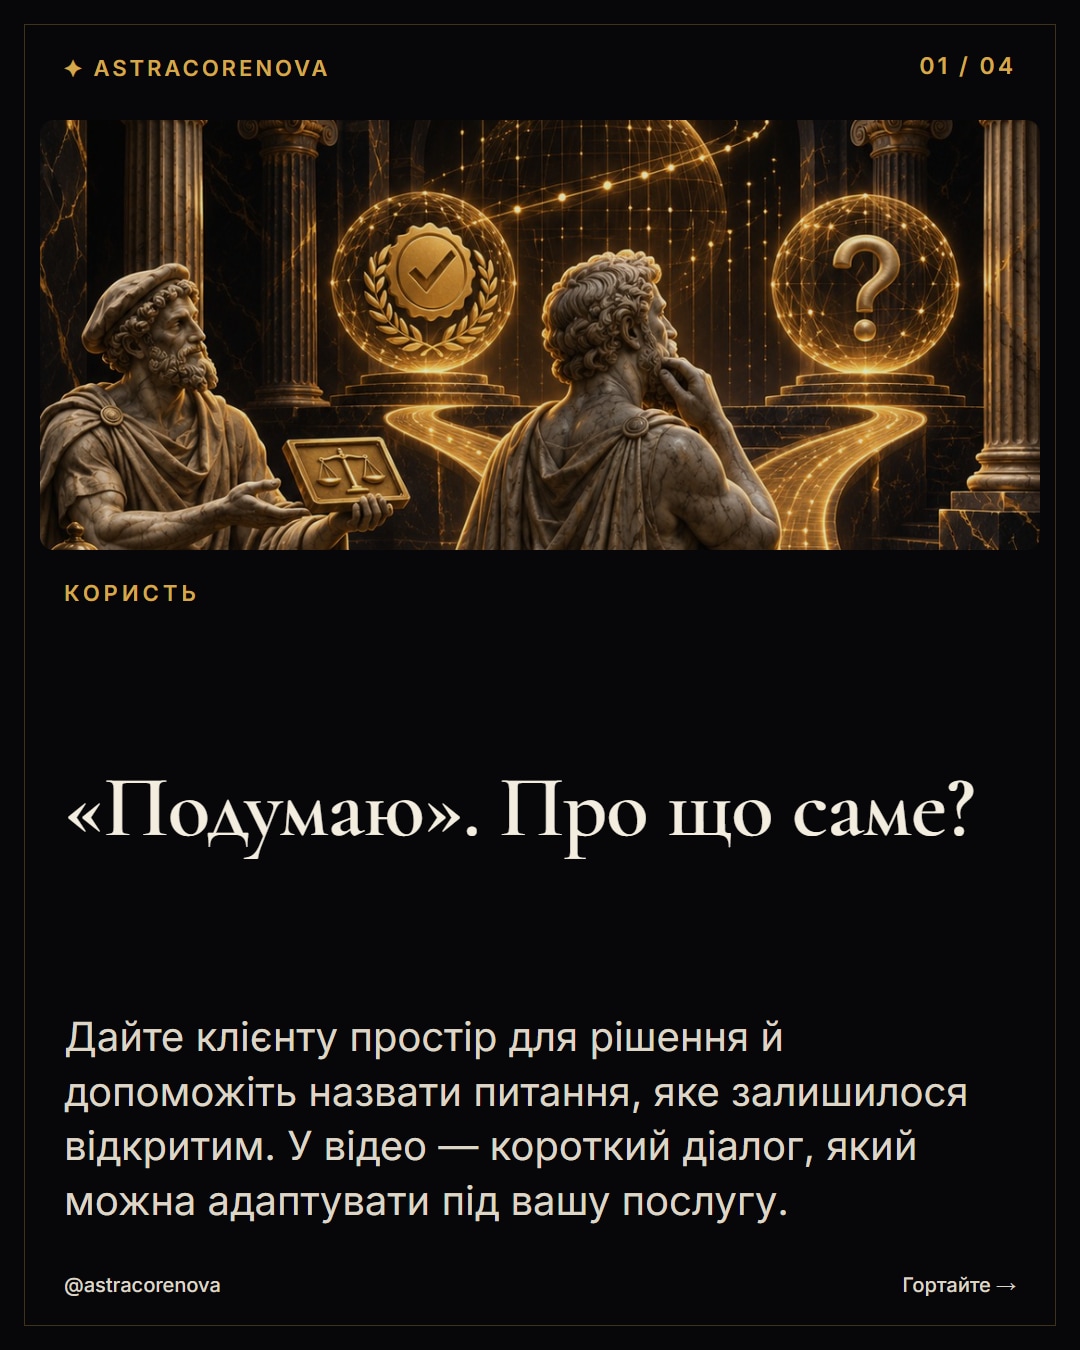 ✦ ASTRACORENOVA
01 / 04
КОРИСТЬ
«Подумаю». Про що саме?
Дайте клієнту простір для рішення й
допоможіть назвати питання, яке залишилося
відкритим. У відео — короткий діалог, який
можна адаптувати під вашу послугу.
@astracorenova
Гортайте →